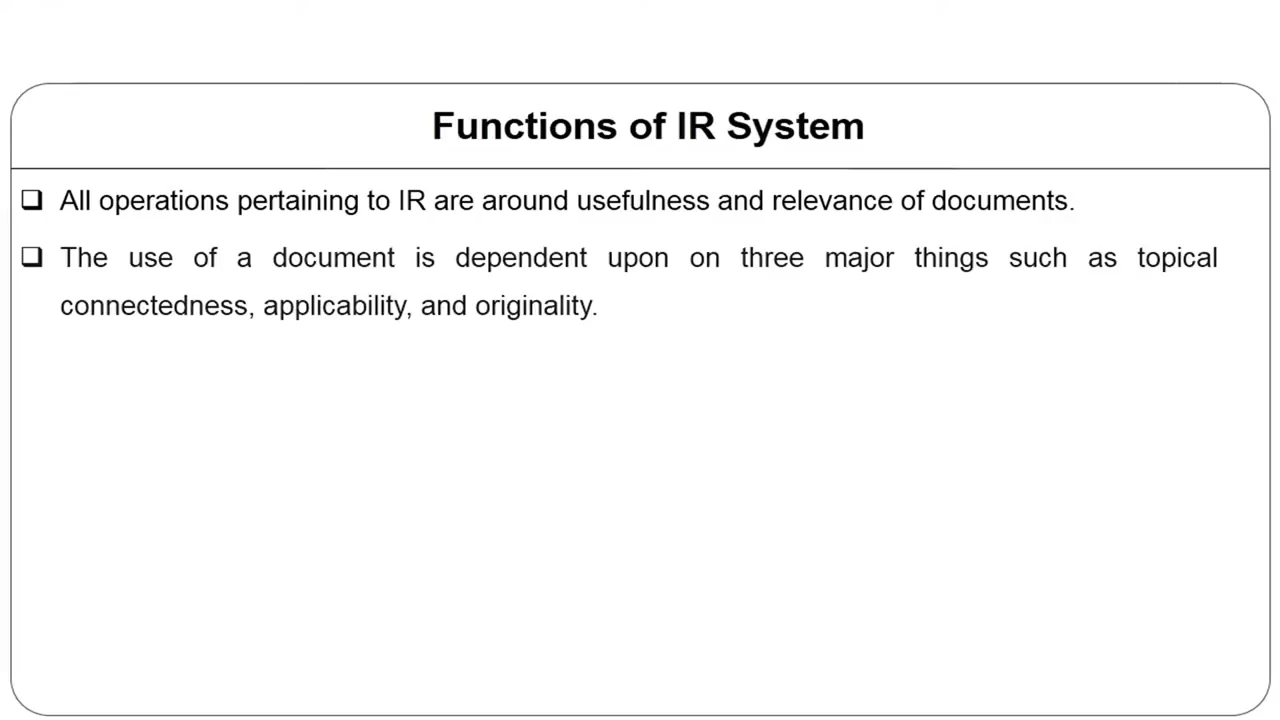 Functions of IR System
All operations pertaining to IR are around usefulness and relevance of documents.
The use of a document is dependent upon on three major things such as topical
connectedness, applicability, and originality.